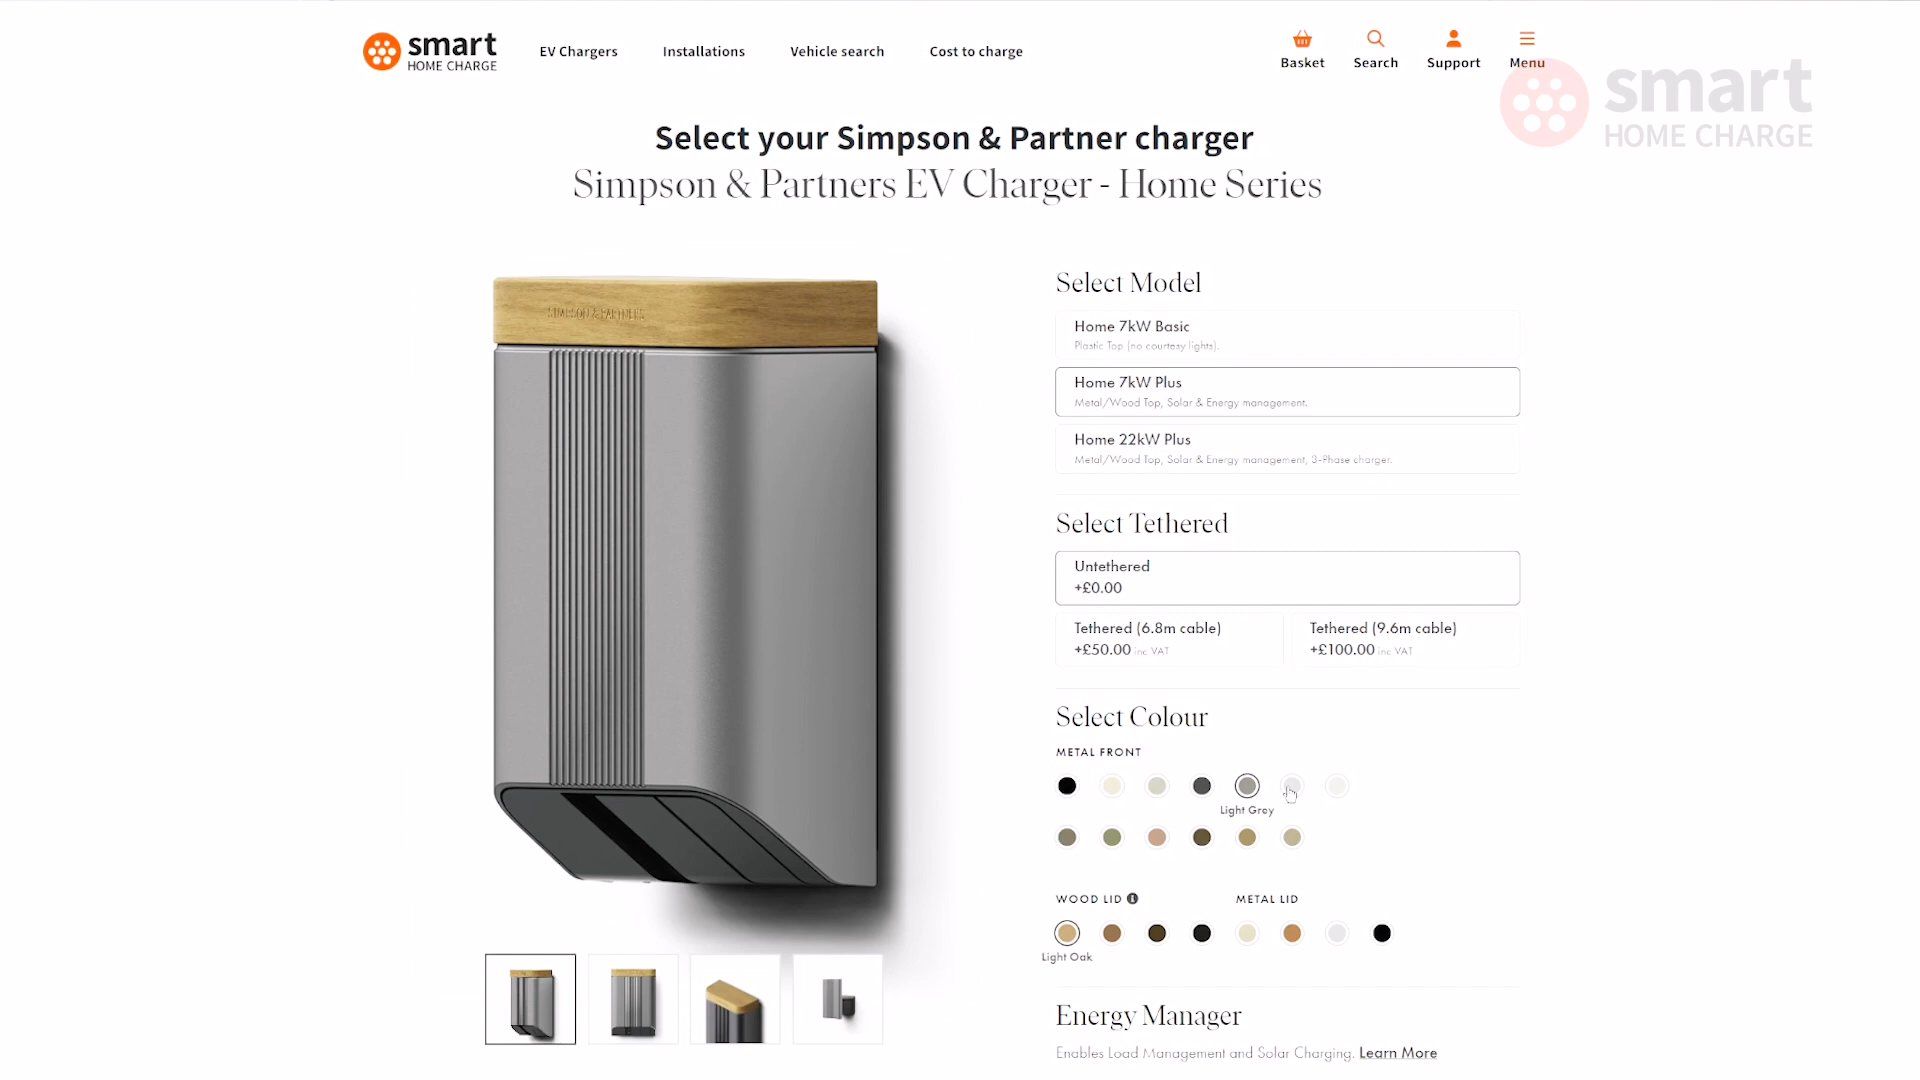 smart
HOME CHARGE
EV Chargers
Installations
Vehicle search
Cost to charge
Basket
Search
Support
Menu
smart
HOME CHARGE
Select your Simpson & Partner charger
Simpson & Partners EV Charger - Home Series
SIMPSON & PARTNERS
Select Model
Home 7kW Basic
Plastic Top (no courtesy lights).
Home 7kW Plus
Metal/Wood Top, Solar & Energy management.
Home 22kW Plus
Metal/Wood Top, Solar & Energy management, 3-Phase charger.
Select Tethered
Untethered
+£0.00
Tethered (6.8m cable)
+£50.00 inc VAT
Tethered (9.6m cable)
+£100.00 inc VAT
Select Colour
METAL FRONT
Light Grey
WOOD LID
METAL LID
Light Oak
Energy Manager
Enables Load Management and Solar Charging. Learn More